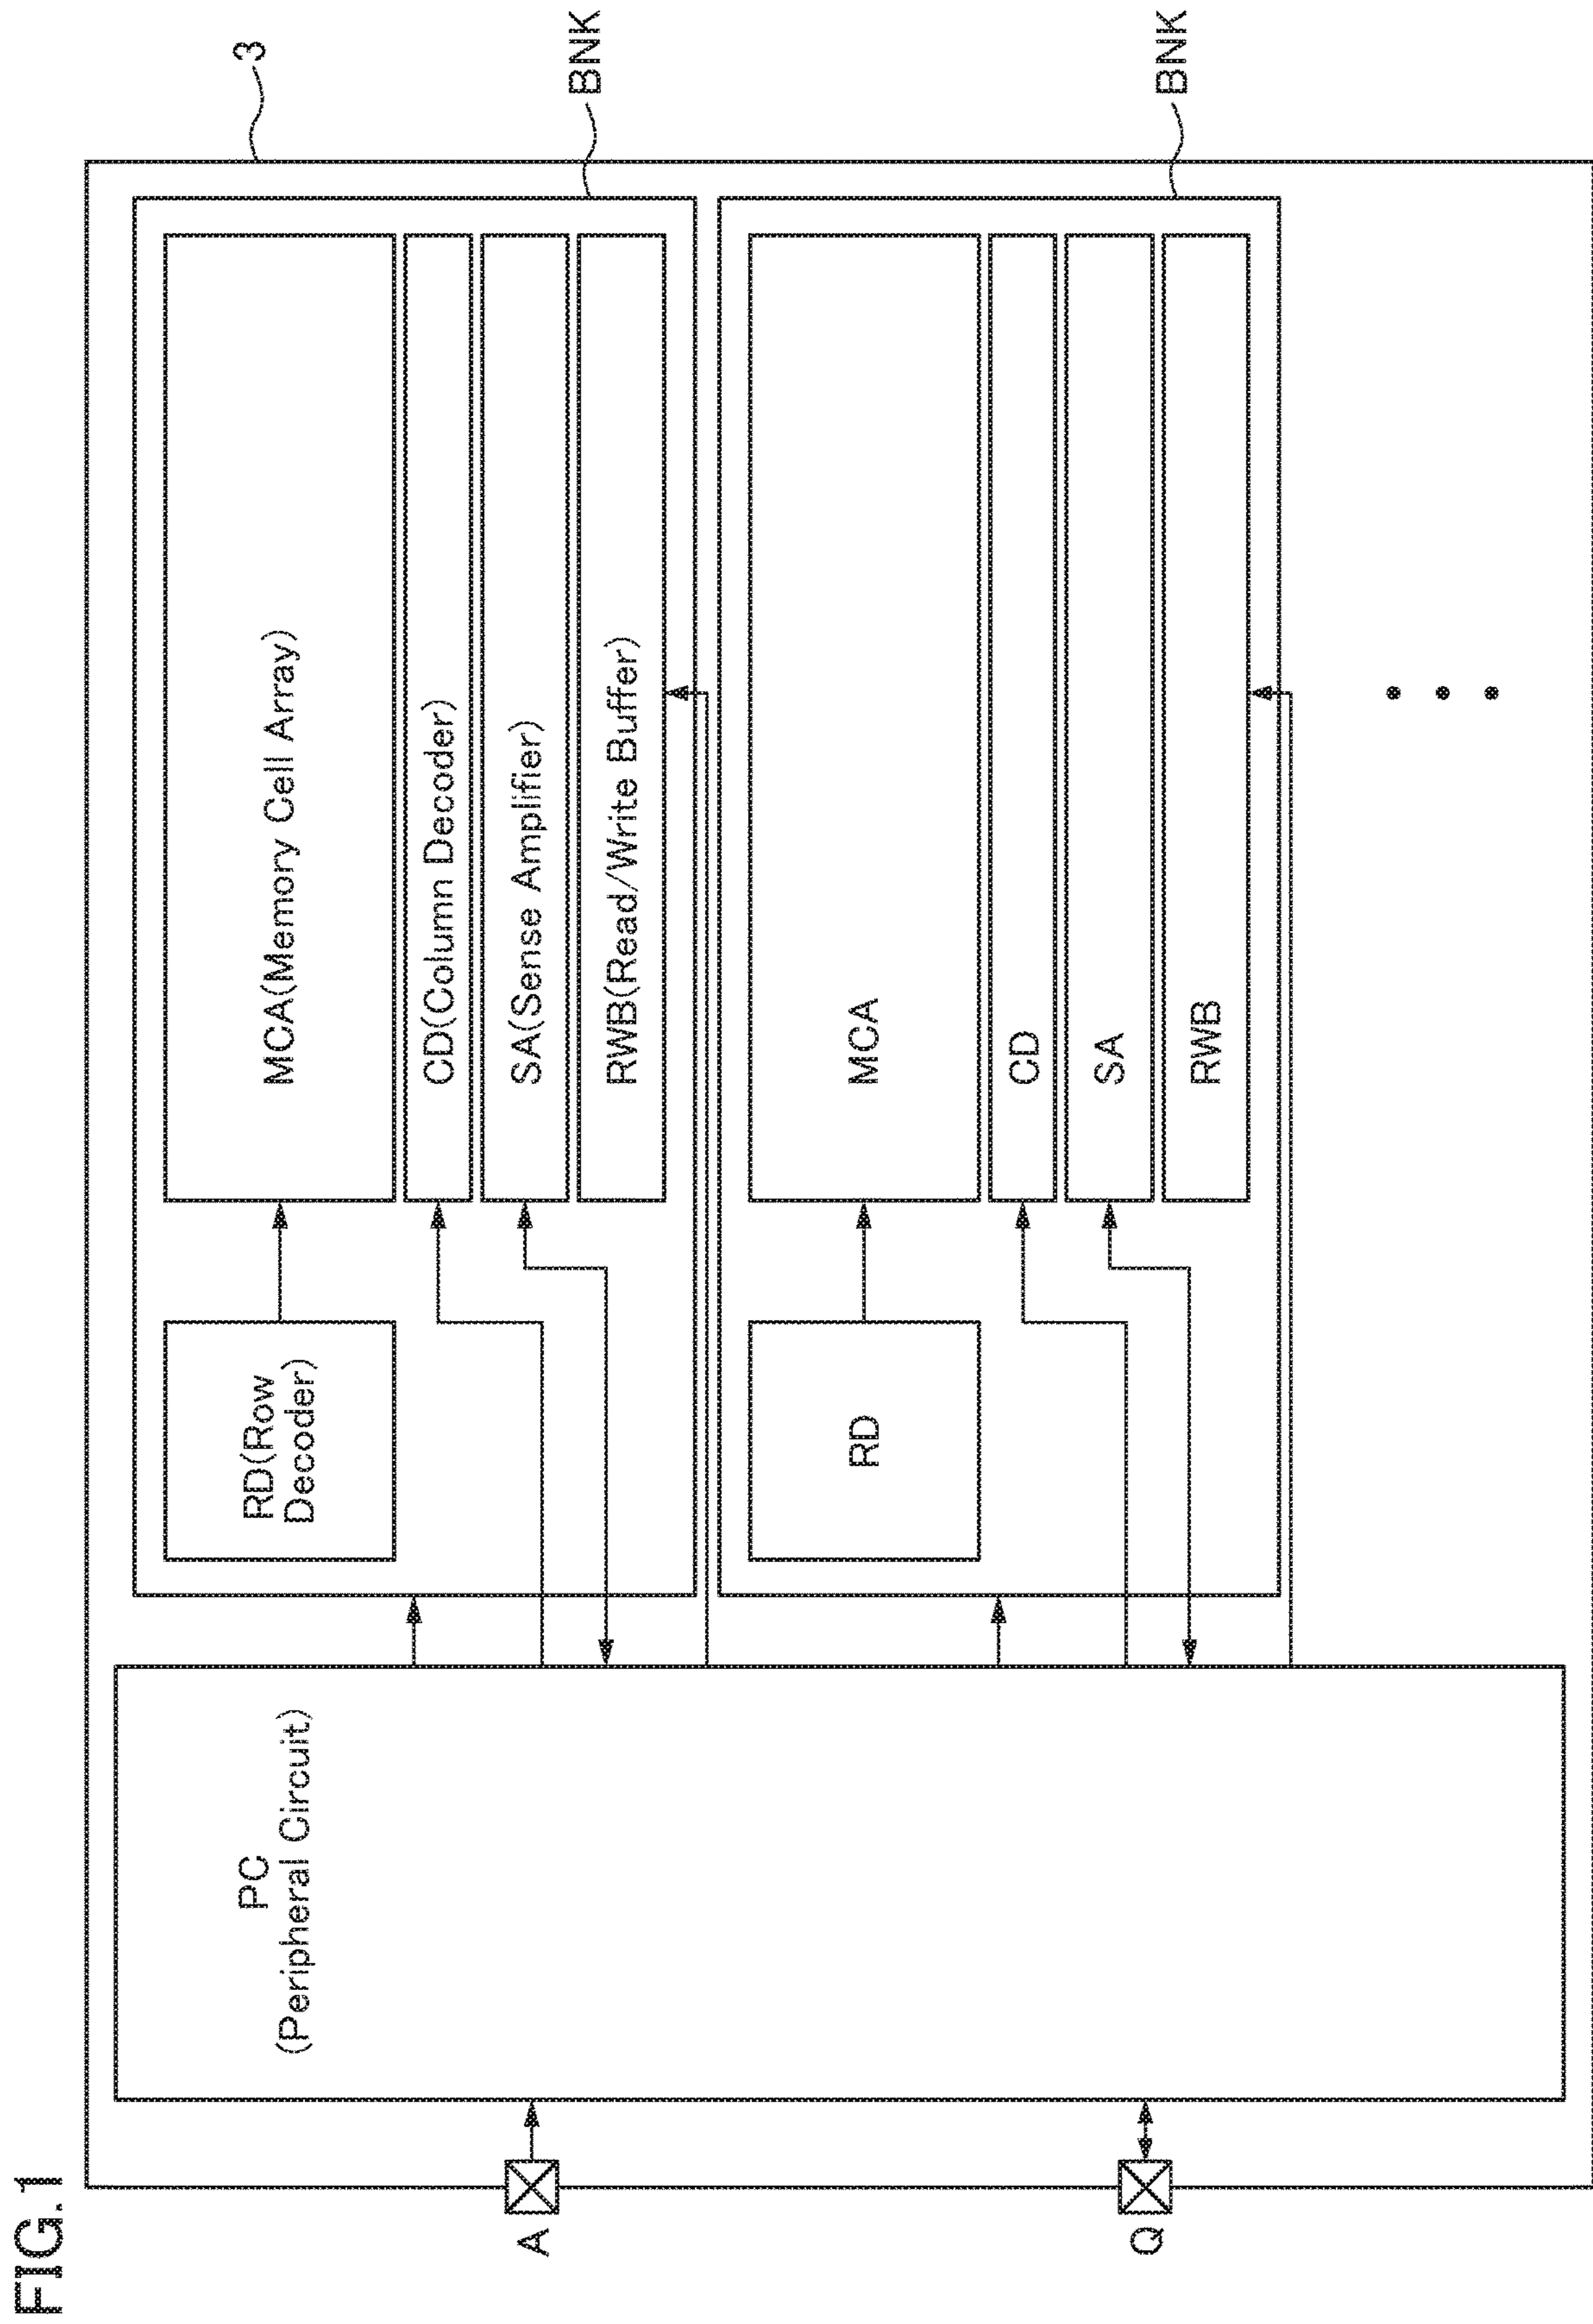 FIG.1
3
A
Q
PC
(Peripheral Circuit)
BNK
RD(Row
Decoder)
MCA(Memory Cell Array)
CD(Column Decoder)
SA(Sense Amplifier)
RWB(Read/Write Buffer)
BNK
RD
MCA
CD
SA
RWB